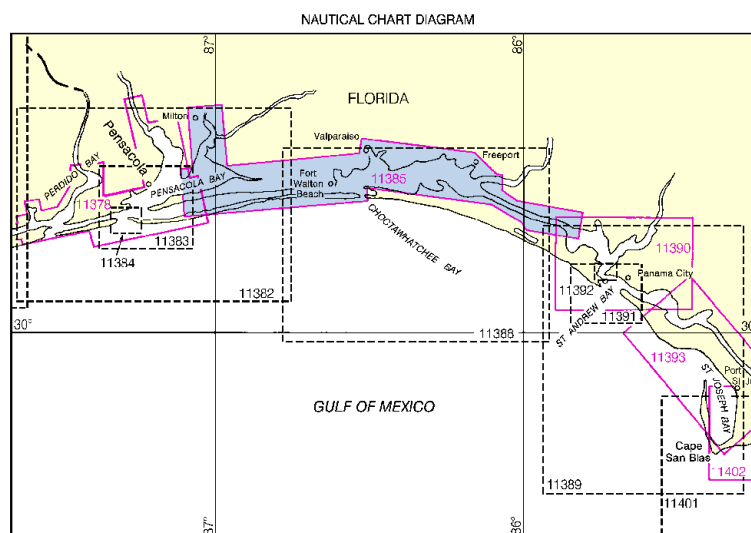 NAUTICAL CHART DIAGRAM
87°
86°
FLORIDA
Milton
Pensacola
Valparaiso
Freeport
PERDIDO BAY
PENSACOLA BAY
Fort
Walton
Beach
11385
11378
CHOCTAWHATCHEE BAY
11383
11384
11390
Panama City
11392
11382
11391
ST ANDREW BAY
30°
11388
30
11393
ST JOSEPH BAY
Port
St J
GULF OF MEXICO
Cape
San Blas
11402
11389
11401
87°
86°